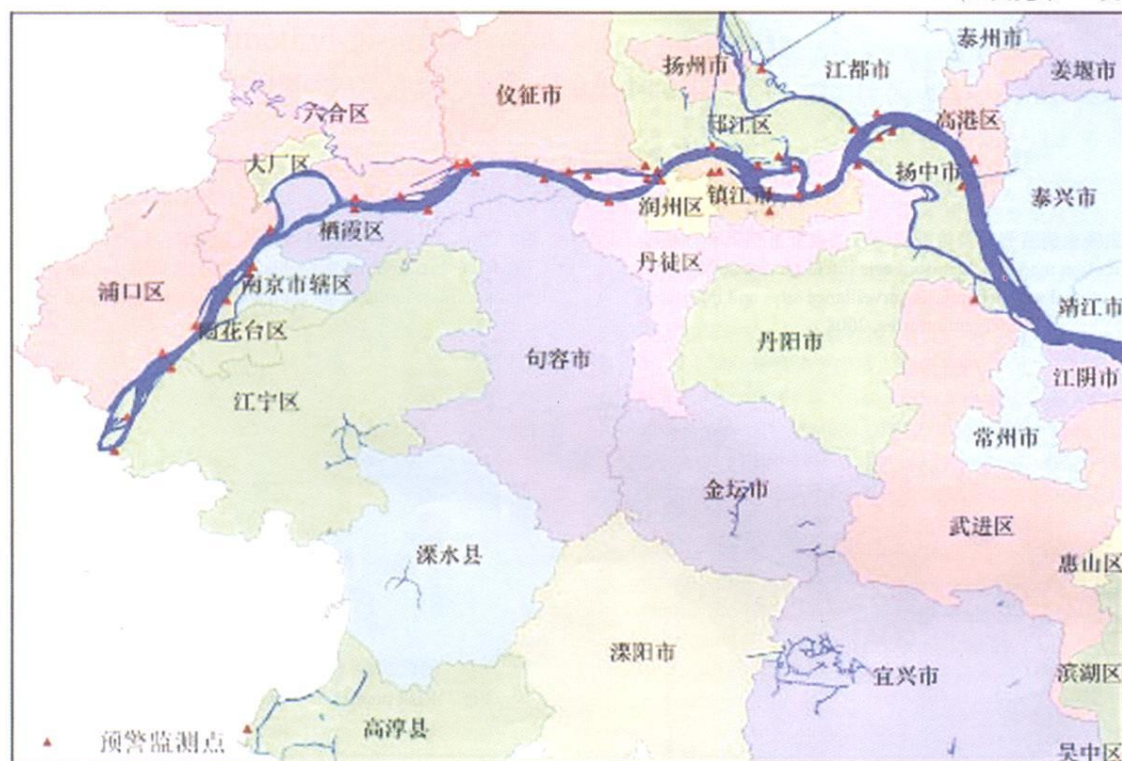 泰州市
扬州市
江都市
姜堰市
仪征市
六合区
邗江区
高港区
大厂区
扬中市
泰兴市
镇江市
润州区
栖霞区
丹徒区
南京市辖区
浦口区
靖江市
花台区
丹阳市
句容市
江阴市
江宁区
常州市
金坛市
武进区
溧水县
惠山区
溧阳市
宜兴市
滨湖区
高淳县
预警监测点
吴中区